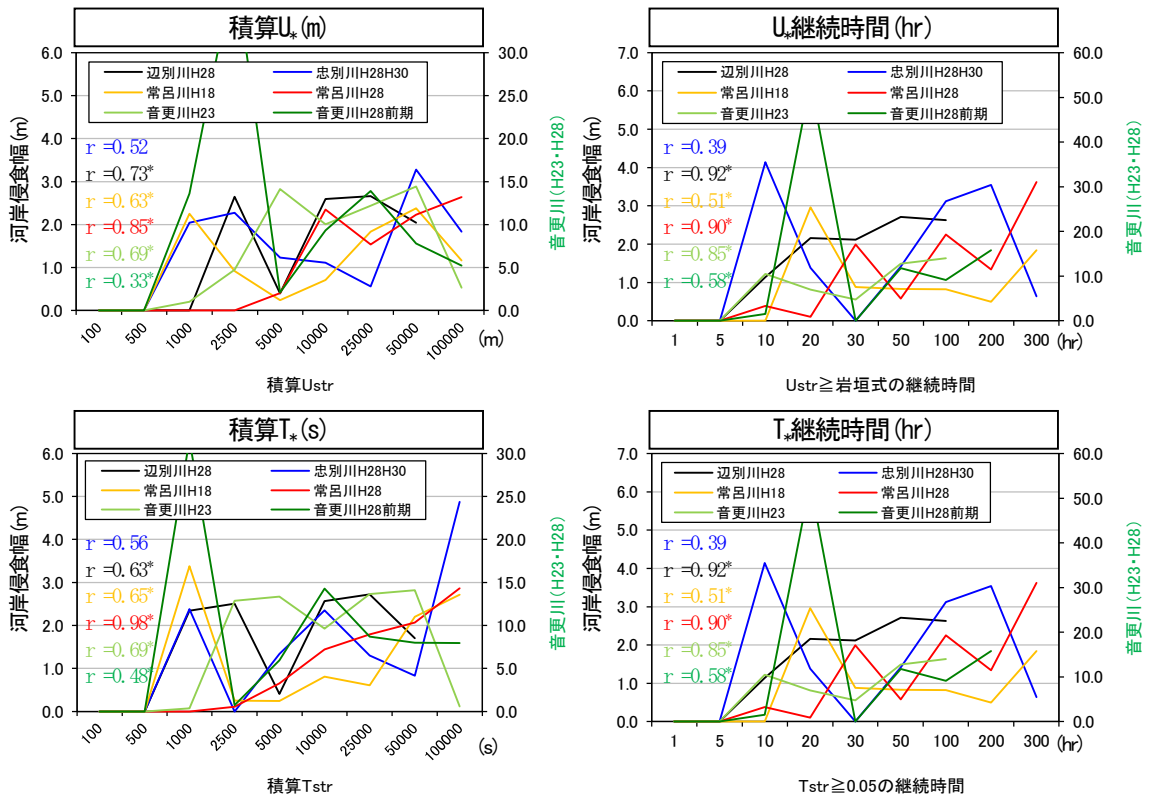 積算U*(m)
6.0
5.0
4.0
3.0
2.0
1.0
0.0
30.0
25.0
20.0
15.0
10.0
5.0
0.0
河岸侵食幅(m)
音更川(H23・H28)
辺別川H28
忠別川H28H30
常呂川H18
常呂川H28
音更川H23
音更川H28前期
r =0.52
r =0.73*
r =0.63*
r =0.85*
r =0.69*
r =0.33*
100
500
1000
2500
5000
10000
25000
50000
100000
(m)
積算Ustr
U*継続時間(hr)
7.0
6.0
5.0
4.0
3.0
2.0
1.0
0.0
60.0
50.0
40.0
30.0
20.0
10.0
0.0
河岸侵食幅(m)
音更川(H23・H28)
辺別川H28
忠別川H28H30
常呂川H18
常呂川H28
音更川H23
音更川H28前期
r =0.39
r =0.92*
r =0.51*
r =0.90*
r =0.85*
r =0.58*
1
5
10
20
30
50
100
200
300
(hr)
Ustr≧岩垣式の継続時間
積算T*(s)
6.0
5.0
4.0
3.0
2.0
1.0
0.0
30.0
25.0
20.0
15.0
10.0
5.0
0.0
河岸侵食幅(m)
音更川(H23・H28)
辺別川H28
忠別川H28H30
常呂川H18
常呂川H28
音更川H23
音更川H28前期
r =0.56
r =0.63*
r =0.65*
r =0.98*
r =0.69*
r =0.48*
100
500
1000
2500
5000
10000
25000
50000
100000
(s)
積算Tstr
T*継続時間(hr)
7.0
6.0
5.0
4.0
3.0
2.0
1.0
0.0
60.0
50.0
40.0
30.0
20.0
10.0
0.0
河岸侵食幅(m)
音更川(H23・H28)
辺別川H28
忠別川H28H30
常呂川H18
常呂川H28
音更川H23
音更川H28前期
r =0.39
r =0.92*
r =0.51*
r =0.90*
r =0.85*
r =0.58*
1
5
10
20
30
50
100
200
300
(hr)
Tstr≧0.05の継続時間